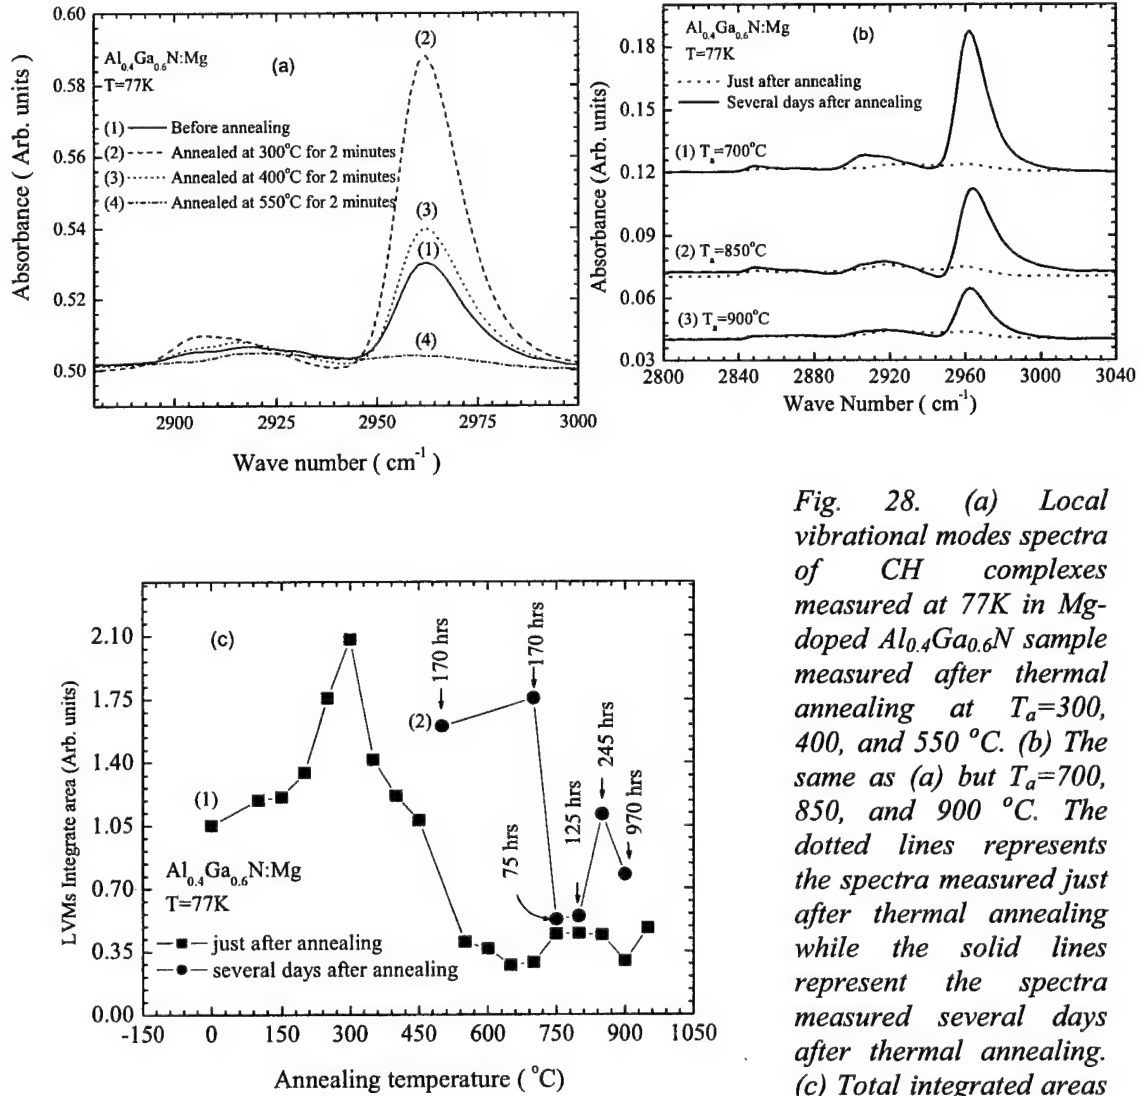 Al0.4Ga0.6N:Mg
T=77K
(a)
(2)
(1) Before annealing
(2) Annealed at 300°C for 2 minutes
(3) Annealed at 400°C for 2 minutes
(4) Annealed at 550°C for 2 minutes
(3)
(1)
(4)
0.60
0.58
0.56
0.54
0.52
0.50
Absorbance ( Arb. units)
2900
2925
2950
2975
3000
Wave number ( cm-1 )
Al0.4Ga0.6N:Mg
T=77K
(b)
Just after annealing
Several days after annealing
(1) Ta=700°C
(2) Ta=850°C
(3) Ta=900°C
0.18
0.15
0.12
0.09
0.06
0.03
Absorbance (Arb. units)
2800
2840
2880
2920
2960
3000
3040
Wave Number ( cm-1)
(c)
170 hrs
170 hrs
(2)
245 hrs
970 hrs
125 hrs
75 hrs
(1)
Al0.4Ga0.6N:Mg
T=77K
just after annealing
several days after annealing
2.10
1.75
1.40
1.05
0.70
0.35
0.00
LVMs Integrate area (Arb. units)
-150
0
150
300
450
600
750
900
1050
Annealing temperature ( °C)
Fig. 28. (a) Local
vibrational modes spectra
of CH complexes
measured at 77K in Mg-
doped Al0.4Ga0.6N sample
measured after thermal
annealing at Ta=300,
400, and 550 °C. (b) The
same as (a) but Ta=700,
850, and 900 °C. The
dotted lines represents
the spectra measured just
after thermal annealing
while the solid lines
represent the spectra
measured several days
after thermal annealing.
(c) Total integrated areas